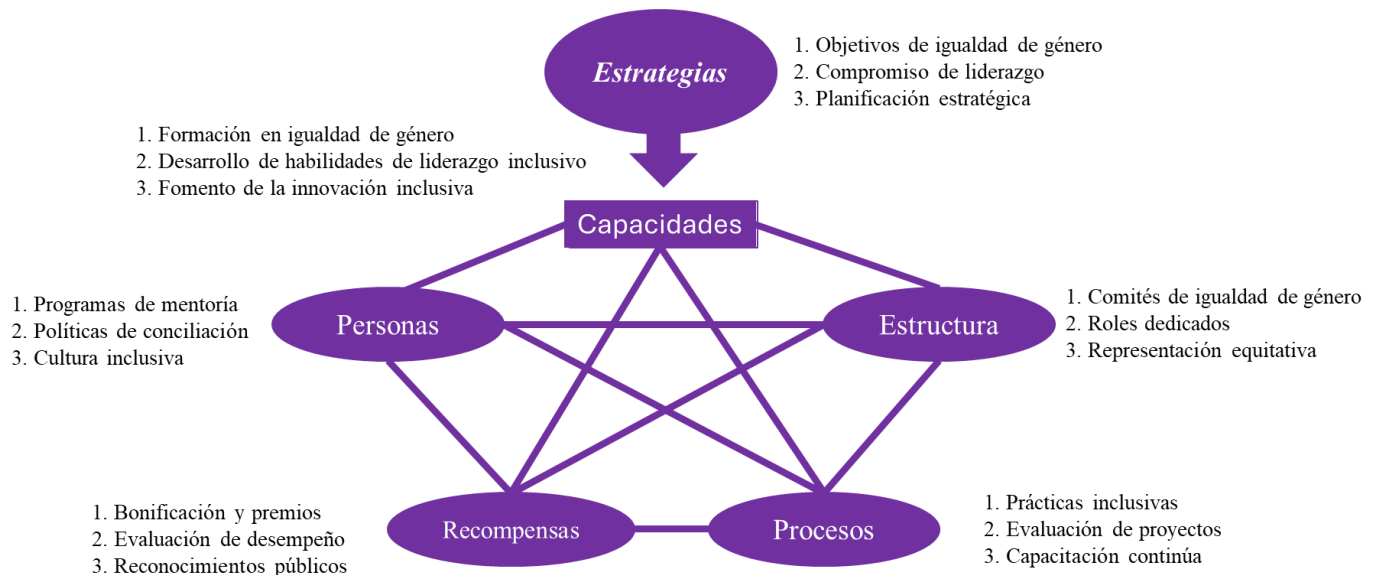 Estrategias
1. Objetivos de igualdad de género
2. Compromiso de liderazgo
3. Planificación estratégica
1. Formación en igualdad de género
2. Desarrollo de habilidades de liderazgo inclusivo
3. Fomento de la innovación inclusiva
Capacidades
1. Programas de mentoría
2. Políticas de conciliación
3. Cultura inclusiva
Personas
Estructura
1. Comités de igualdad de género
2. Roles dedicados
3. Representación equitativa
1. Bonificación y premios
2. Evaluación de desempeño
3. Reconocimientos públicos
Recompensas
Procesos
1. Prácticas inclusivas
2. Evaluación de proyectos
3. Capacitación continúa